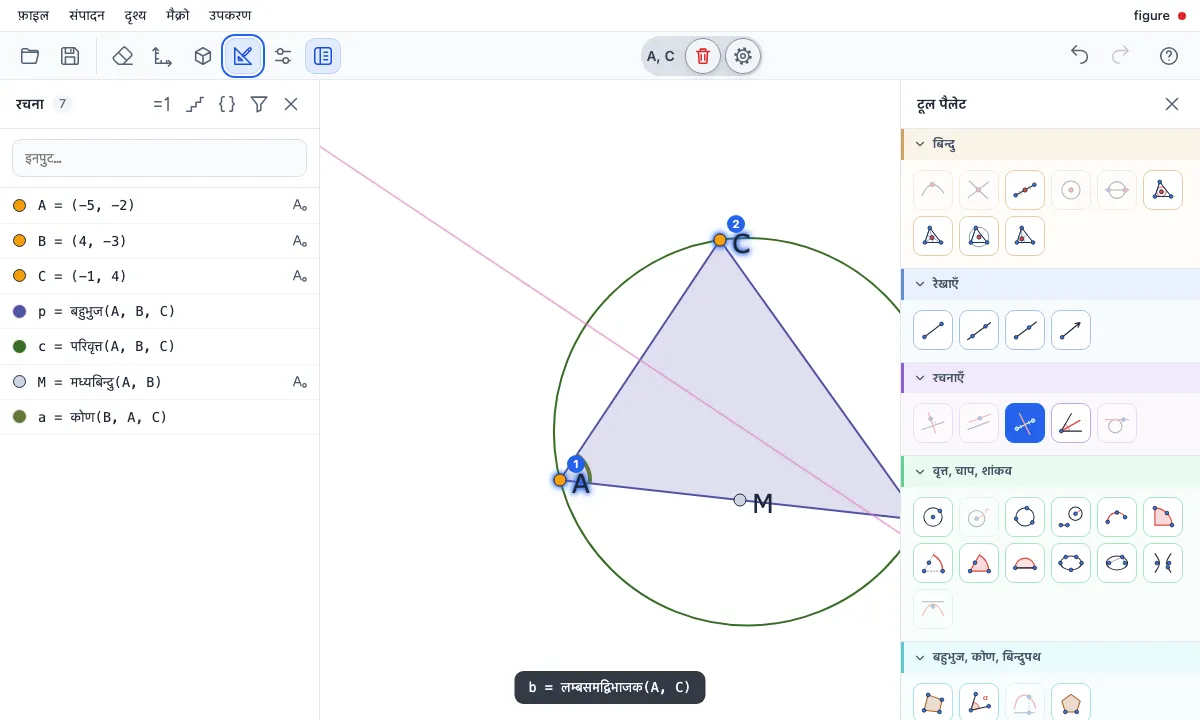 फ़ाइल संपादन दृश्य मैक्रो उपकरण figure
A, C
रचना 7
=1 {}
इनपुट…
A = (−5, −2)
B = (4, −3)
C = (−1, 4)
p = बहुभुज(A, B, C)
c = परिवृत्त(A, B, C)
M = मध्यबिन्दु(A, B)
a = कोण(B, A, C)
2
C
1
A
M
b = लम्बसमद्विभाजक(A, C)
टूल पैलेट
बिन्दु
रेखाएँ
रचनाएँ
वृत्त, चाप, शांकव
r
बहुभुज, कोण, बिन्दुपथ
α